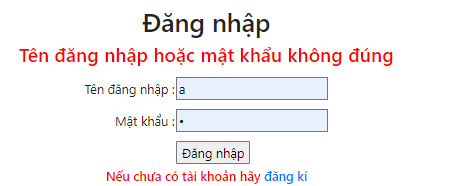 Đăng nhập
Tên đăng nhập hoặc mật khẩu không đúng
Tên đăng nhập : a
Mật khẩu : •
Đăng nhập
Nếu chưa có tài khoản hãy đăng kí